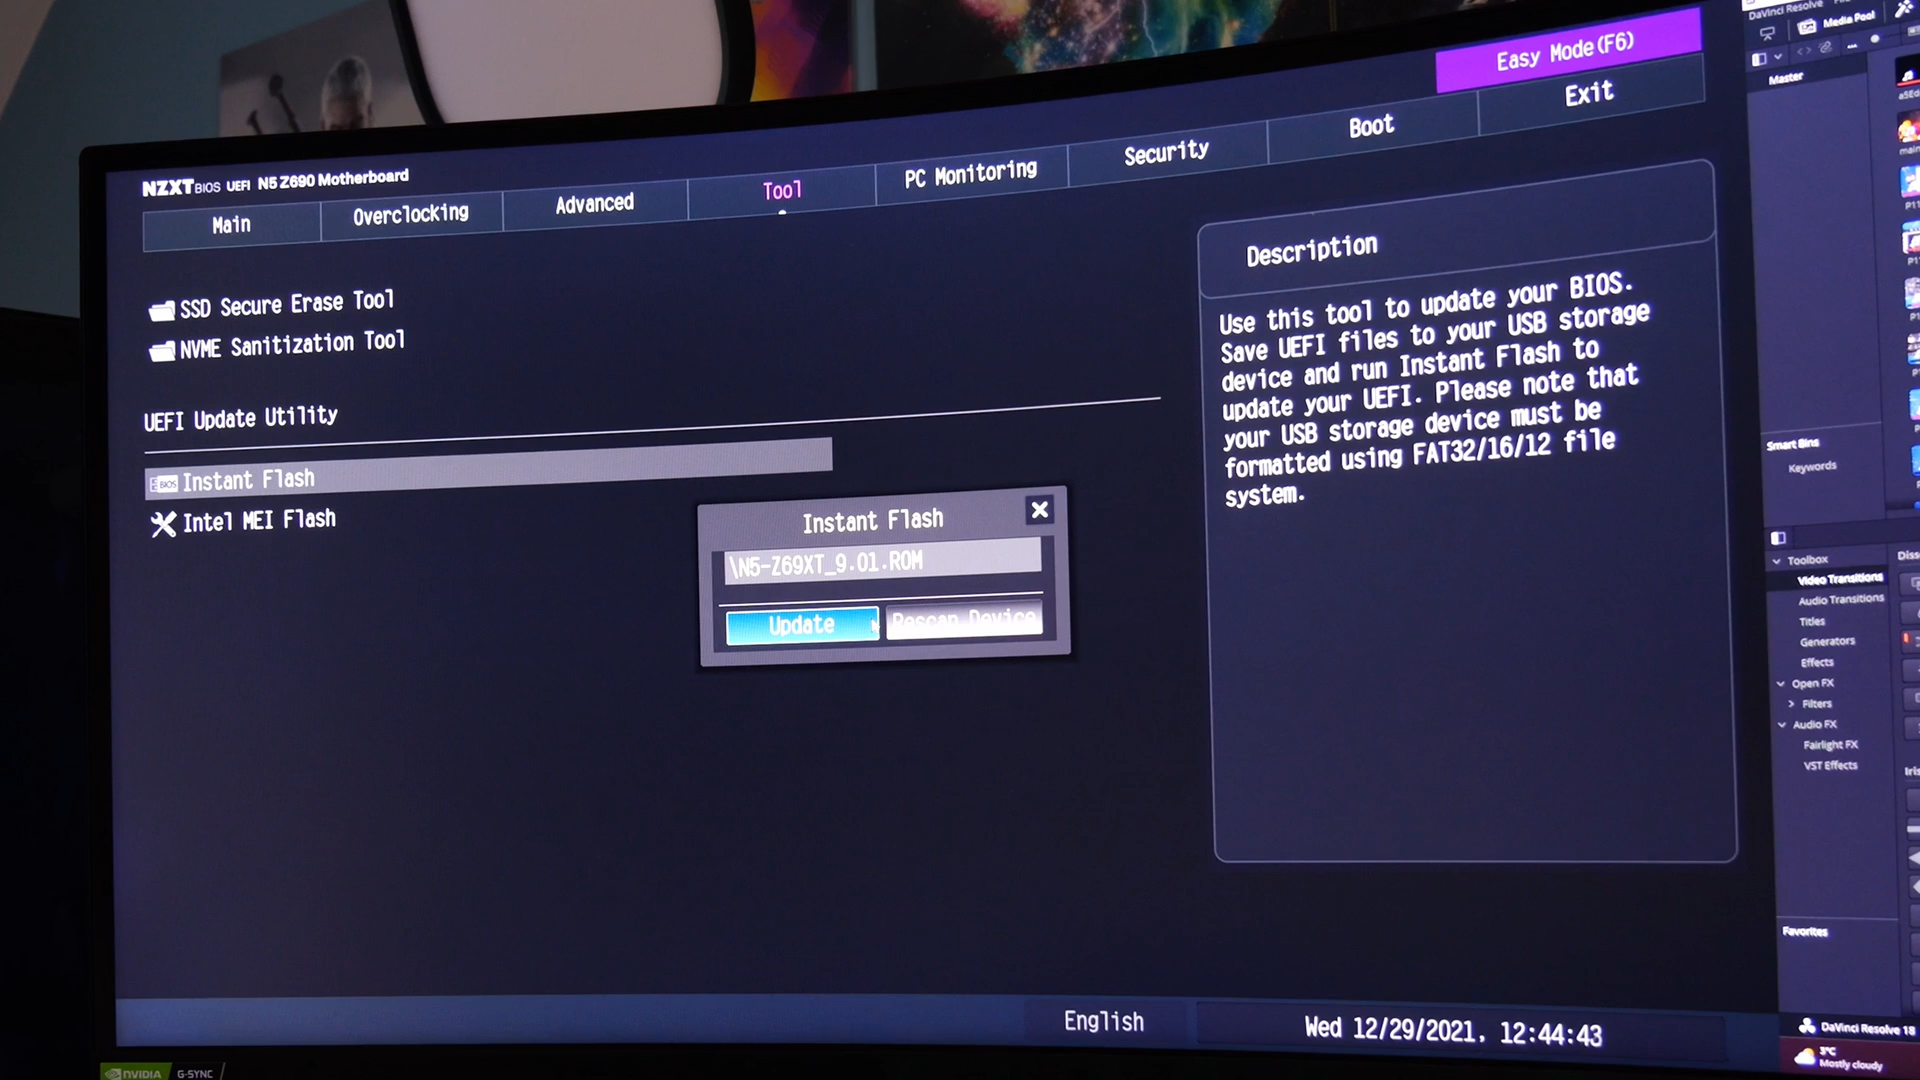 NZXT BIOS UEFI N5 Z690 Motherboard
Easy Mode(F6)
Main
Overclocking
Advanced
Tool
PC Monitoring
Security
Boot
Exit
SSD Secure Erase Tool
NVME Sanitization Tool
UEFI Update Utility
BIOS
Instant Flash
Intel MEI Flash
Instant Flash
\N5-Z69XT_9.01.ROM
Update
Rescan Device
Description
Use this tool to update your BIOS.
Save UEFI files to your USB storage
device and run Instant Flash to
update your UEFI. Please note that
your USB storage device must be
formatted using FAT32/16/12 file
system.
English
Wed 12/29/2021, 12:44:43
NVIDIA G-SYNC
DaVinci Resolve
Media Pool
Master
Smart Bins
Keywords
Toolbox
Video Transitions
Audio Transitions
Titles
Generators
Effects
Open FX
Filters
Audio FX
Fairlight FX
VST Effects
Favorites
DaVinci Resolve 18
3°C
Mostly cloudy